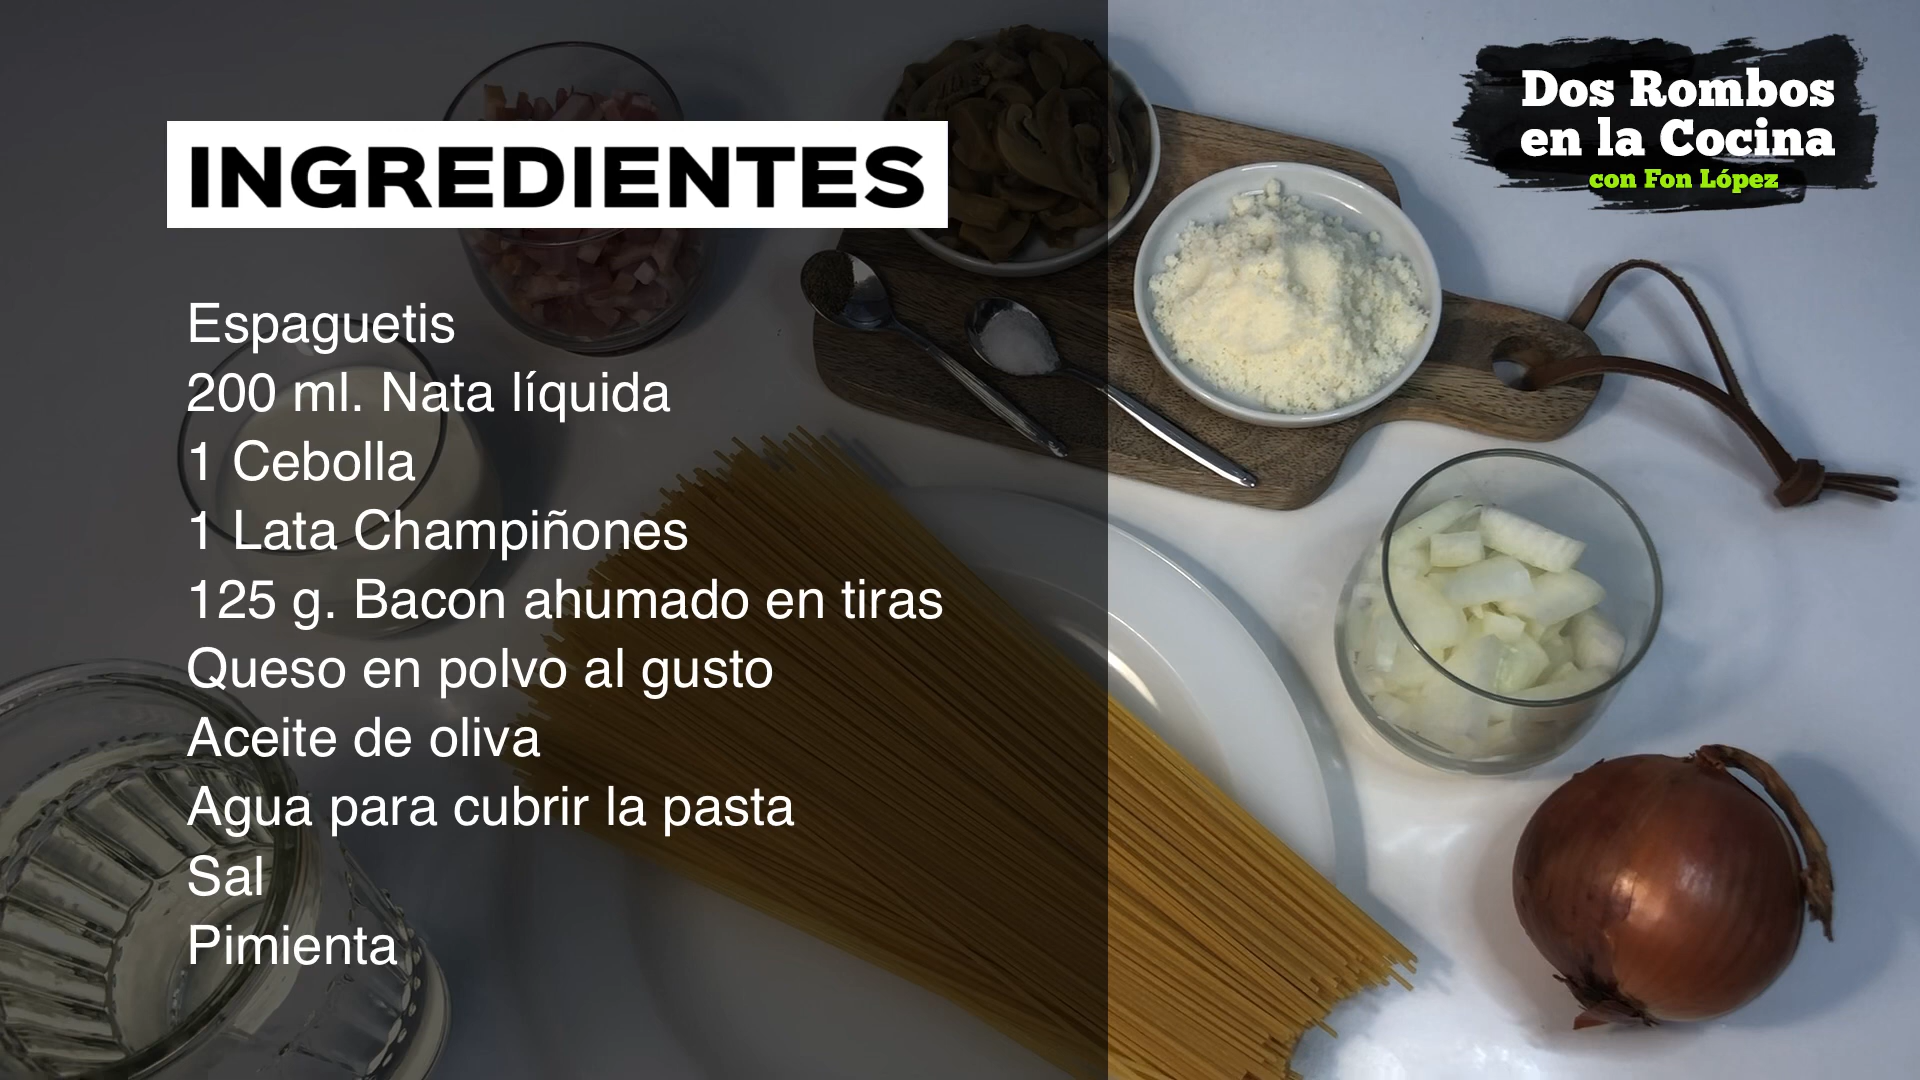 INGREDIENTES
Espaguetis
200 ml. Nata líquida
1 Cebolla
1 Lata Champiñones
125 g. Bacon ahumado en tiras
Queso en polvo al gusto
Aceite de oliva
Agua para cubrir la pasta
Sal
Pimienta
Dos Rombos
en la Cocina
con Fon López